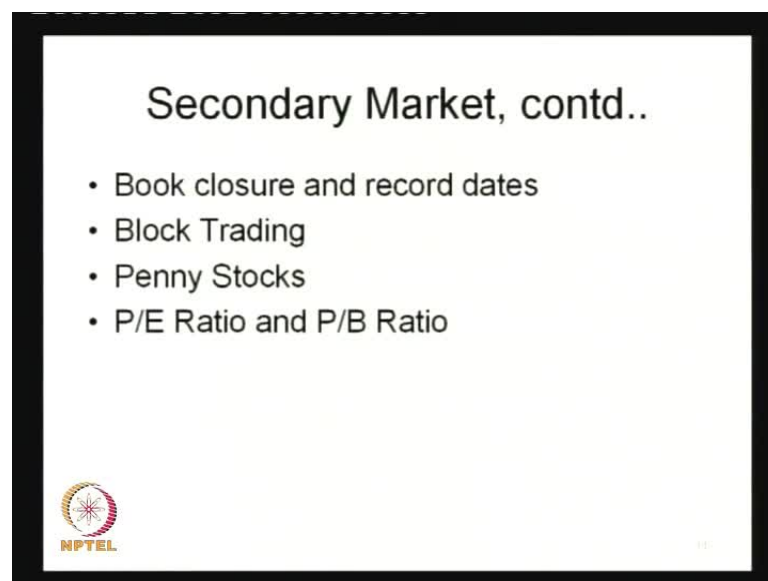 Secondary Market, contd..
• Book closure and record dates
• Block Trading
• Penny Stocks
• P/E Ratio and P/B Ratio
NPTEL